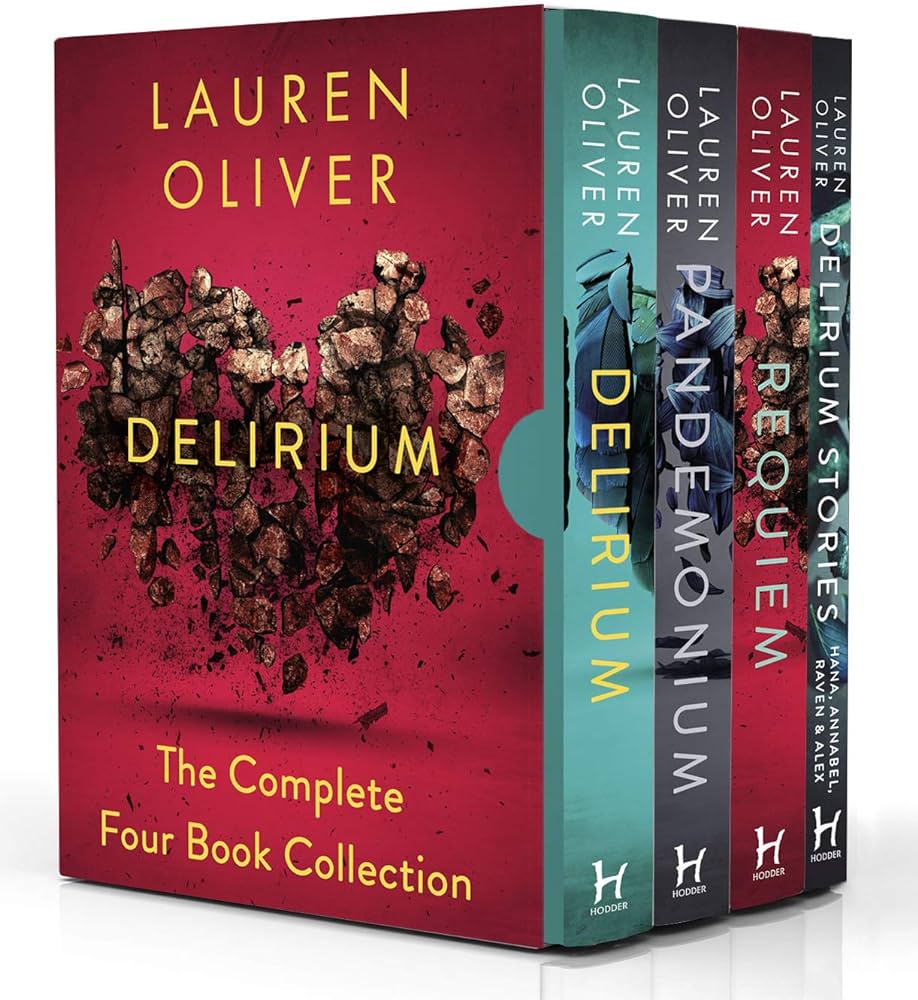 LAUREN
OLIVER
DELIRIUM
The Complete
Four Book Collection
LAUREN
OLIVER
DELIRIUM
H
HODDER
LAUREN
OLIVER
PANDEMONIUM
H
HODDER
LAUREN
OLIVER
REQUIEM
H
HODDER
LAUREN
OLIVER
DELIRIUM STORIES
HANA, ANNABEL,
RAVEN & ALEX
H
HODDER